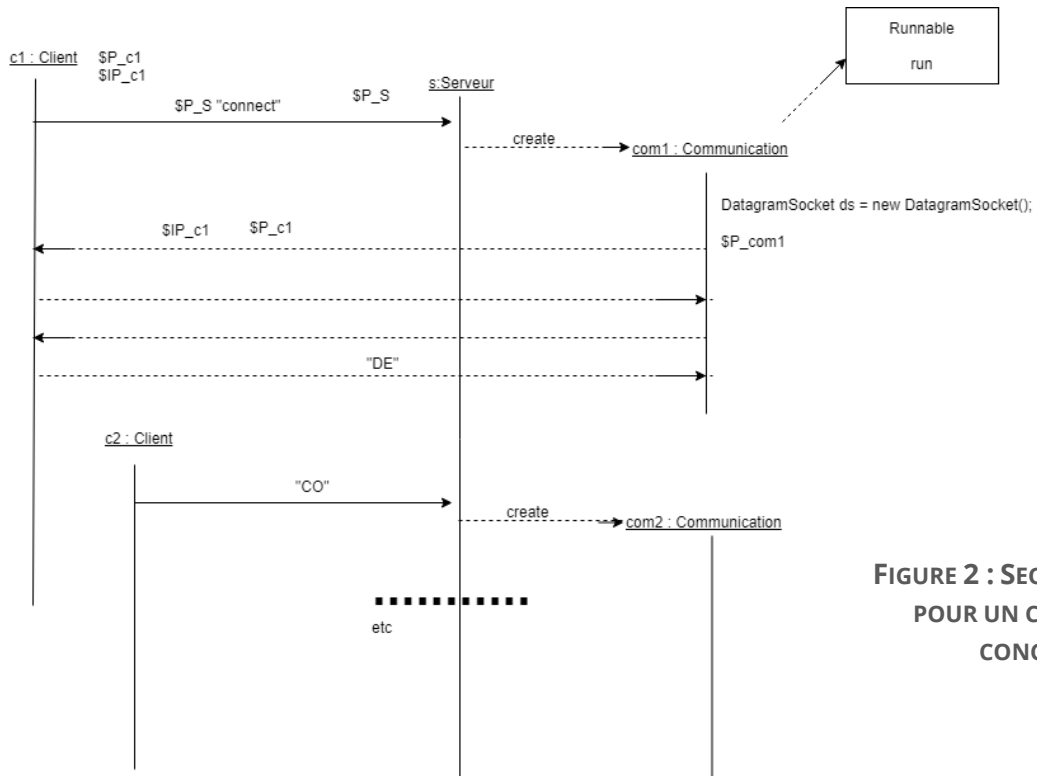 Runnable
run
c1 : Client
$P_c1
$IP_c1
s:Serveur
$P_S "connect"
$P_S
create
com1 : Communication
DatagramSocket ds = new DatagramSocket();
$P_com1
$IP_c1
$P_c1
"DE"
c2 : Client
"CO"
create
com2 : Communication
etc
FIGURE 2 : SEC
POUR UN C
CONC